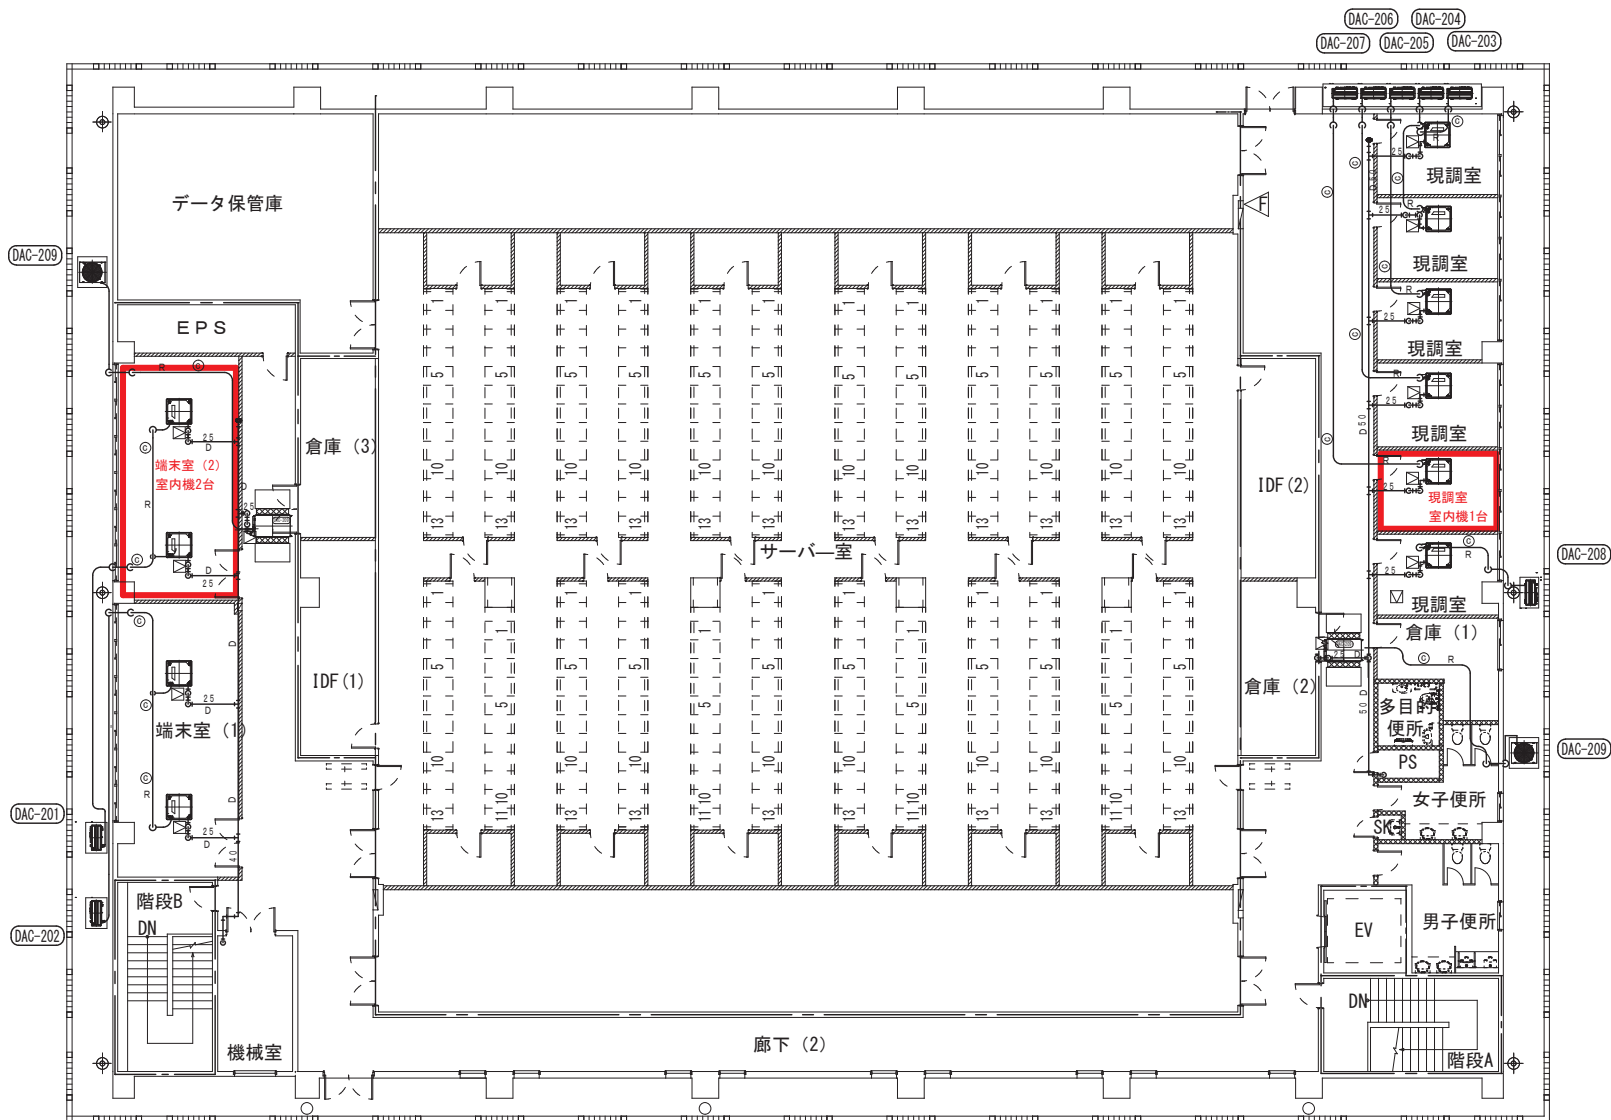 DAC-206
DAC-204
DAC-207
DAC-205
DAC-203
データ保管庫
現調室
F
現調室
DAC-209
EPS
現調室
倉庫（3）
現調室
端末室（2）
室内機2台
IDF(2)
現調室
室内機1台
サーバー室
DAC-208
現調室
倉庫（1）
IDF(1)
倉庫（2）
端末室（1）
多目的
便所
DAC-209
PS
女子便所
DAC-201
SK
階段B
DN
EV
男子便所
DAC-202
DN
廊下（2）
機械室
階段A